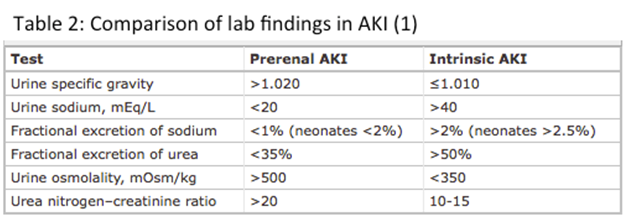 Table 2: Comparison of lab findings in AKI (1)
Test Prerenal AKI Intrinsic AKI
Urine specific gravity >1.020 ≤1.010
Urine sodium, mEq/L <20 >40
Fractional excretion of sodium <1% (neonates <2%) >2% (neonates >2.5%)
Fractional excretion of urea <35% >50%
Urine osmolality, mOsm/kg >500 <350
Urea nitrogen–creatinine ratio >20 10-15